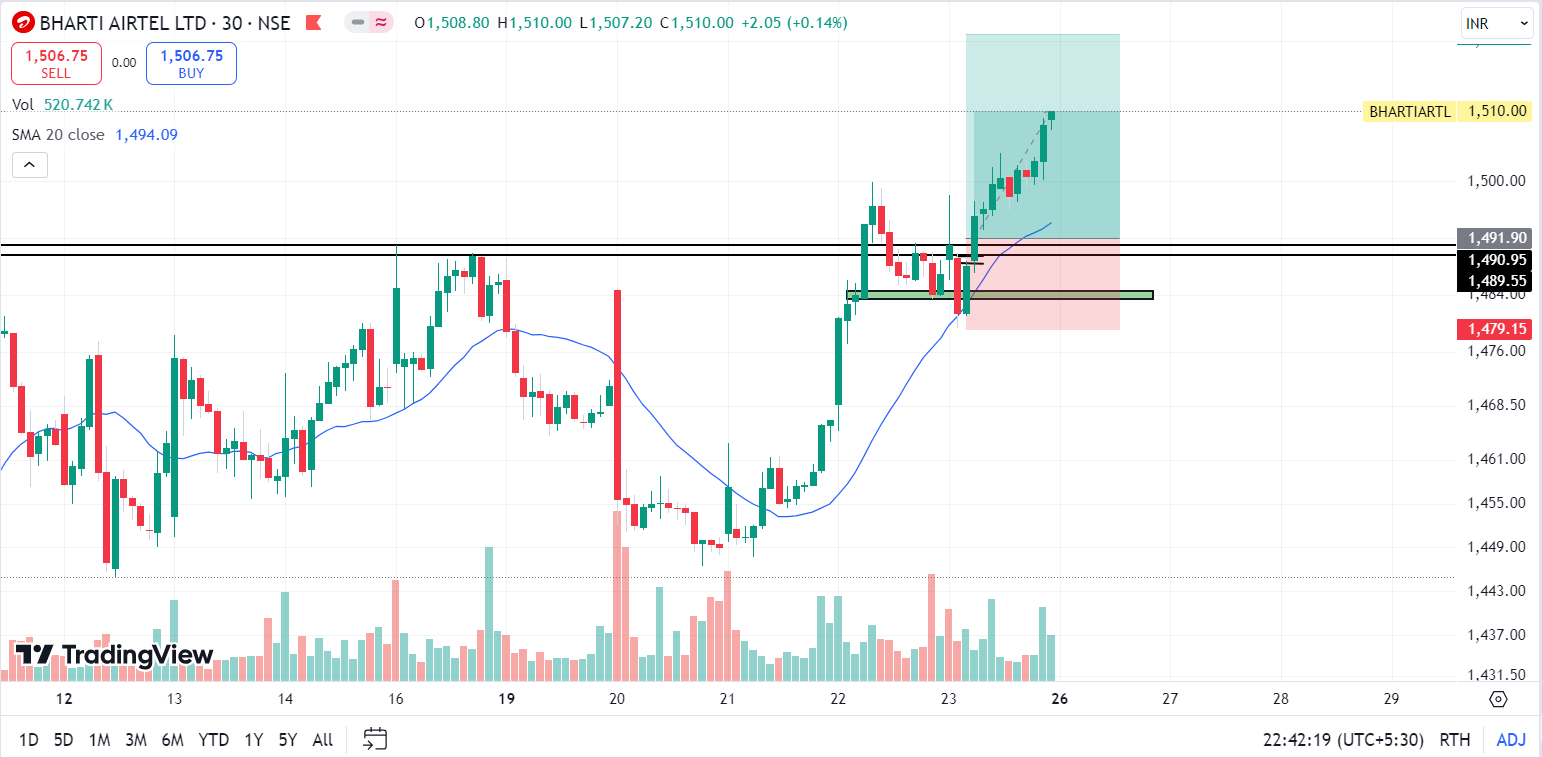 BHARTI AIRTEL LTD · 30 · NSE O1,508.80 H1,510.00 L1,507.20 C1,510.00 +2.05 (+0.14%)
INR
1,506.75
SELL
0.00
1,506.75
BUY
Vol 520.742 K
SMA 20 close 1,494.09
BHARTIARTL 1,510.00
1,500.00
1,491.90
1,490.95
1,489.55
1,484.00
1,479.15
1,476.00
1,468.50
1,461.00
1,455.00
1,449.00
1,443.00
1,437.00
1,431.50
TradingView
12 13 14 16 19 20 21 22 23 26 27 28 29
1D 5D 1M 3M 6M YTD 1Y 5Y All
22:42:19 (UTC+5:30) RTH ADJ